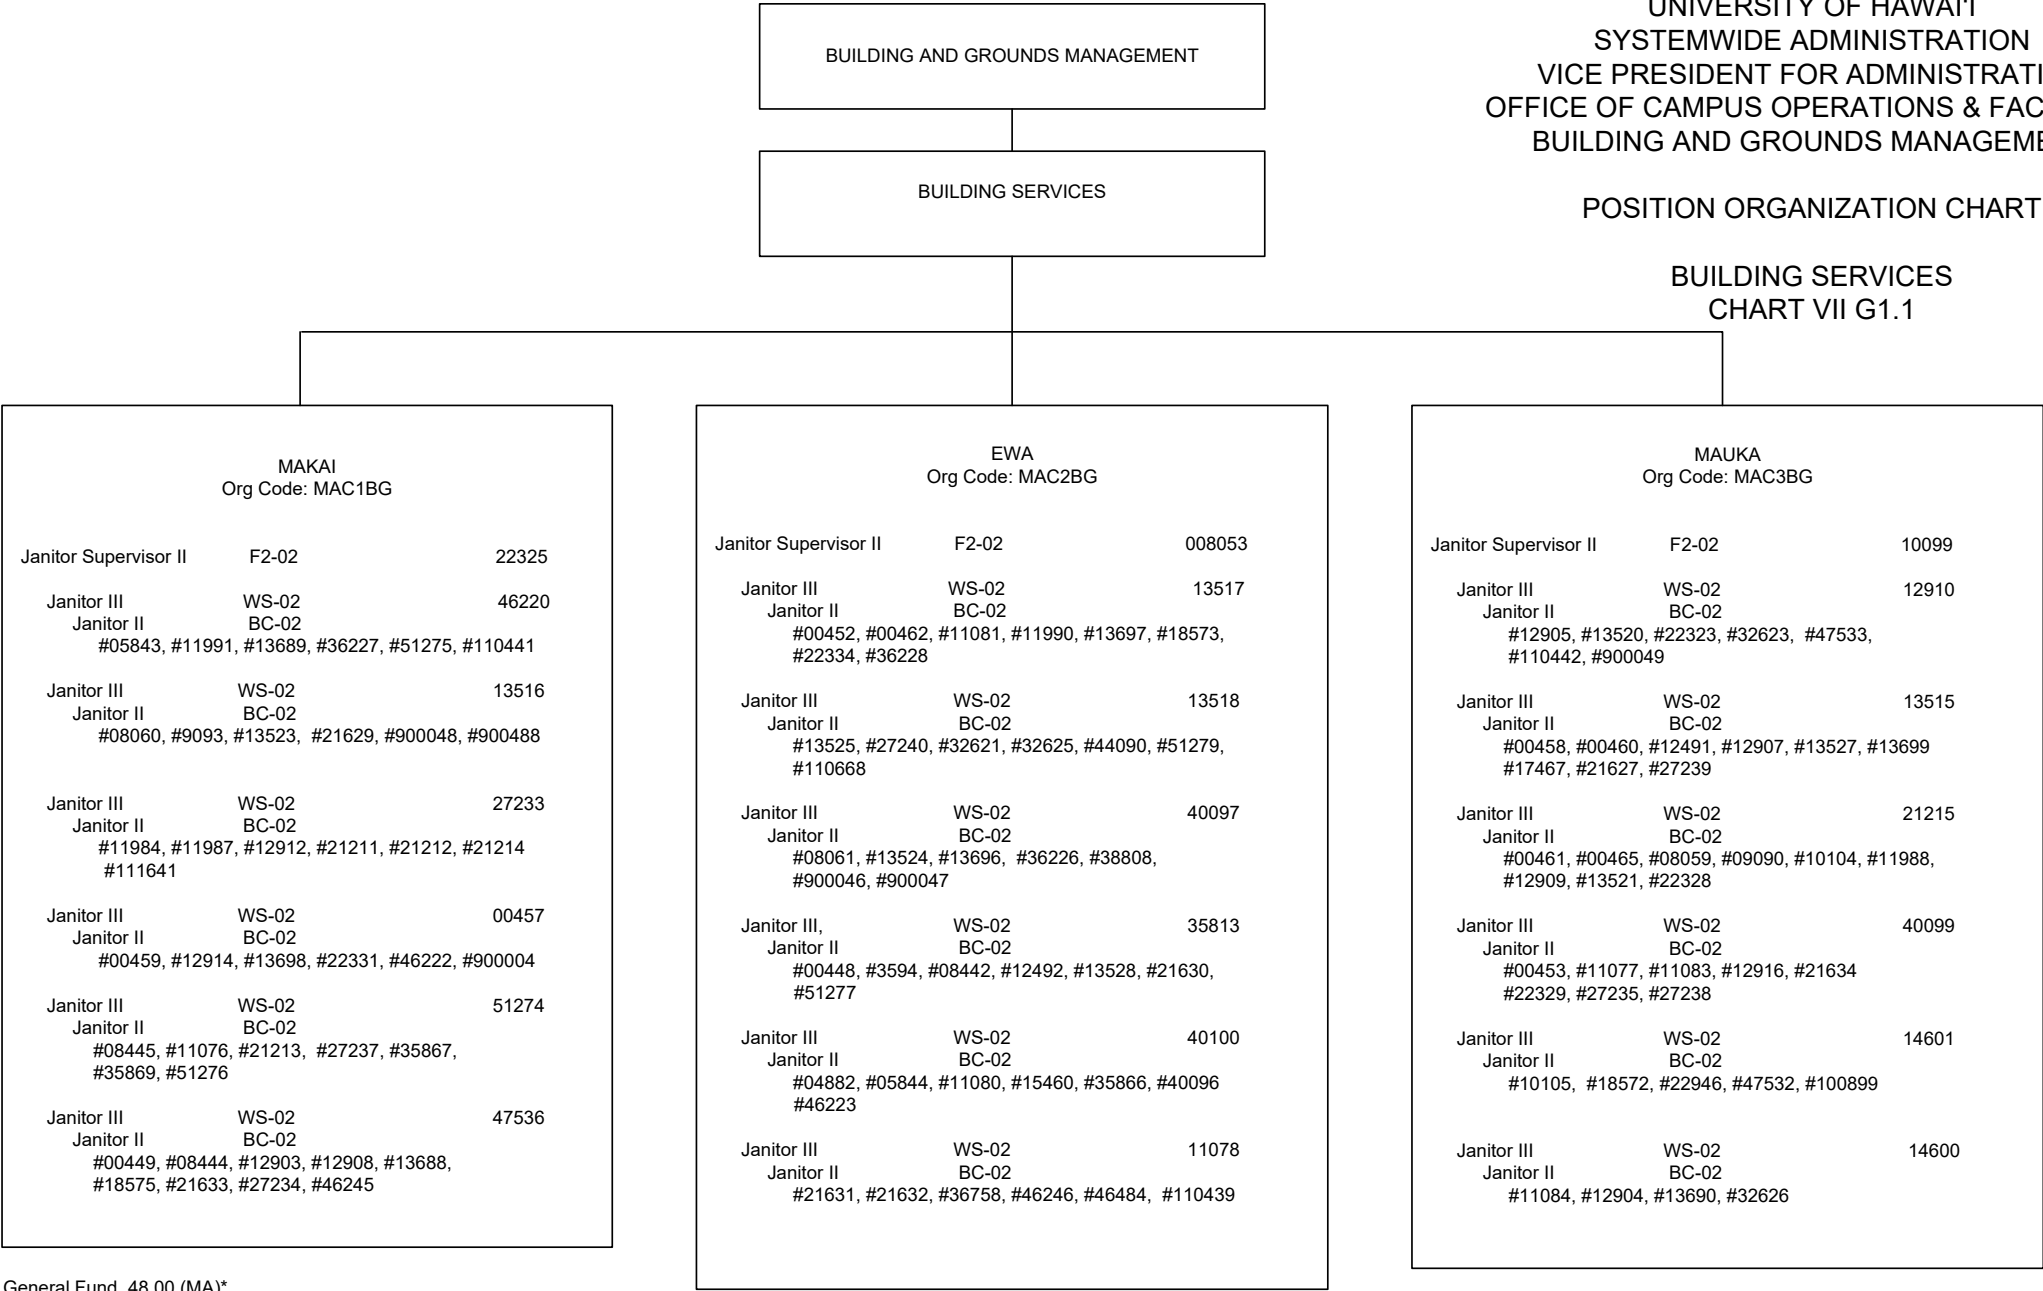 BUILDING AND GROUNDS MANAGEMENT
BUILDING SERVICES
UNIVERSITY OF HAWAI'I
SYSTEMWIDE ADMINISTRATION
VICE PRESIDENT FOR
OFFICE OF CAMPUS OPERATIONS &
BUILDING AND GROUNDS
POSITION ORGANIZATION CHART
BUILDING SERVICES
CHART VII G1.1
MAKAI
Org Code: MAC1BG
Janitor Supervisor II F2-02 22325
Janitor III WS-02 46220
Janitor II BC-02
#05843, #11991, #13689, #36227, #51275, #110441
Janitor III WS-02 13516
Janitor II BC-02
#08060, #9093, #13523, #21629, #900048, #900488
Janitor III WS-02 27233
Janitor II BC-02
#11984, #11987, #12912, #21211, #21212, #21214
#111641
Janitor III WS-02 00457
Janitor II BC-02
#00459, #12914, #13698, #22331, #46222, #900004
Janitor III WS-02 51274
Janitor II BC-02
#08445, #11076, #21213, #27237, #35867,
#35869, #51276
Janitor III WS-02 47536
Janitor II BC-02
#00449, #08444, #12903, #12908, #13688,
#18575, #21633, #27234, #46245
General Fund 48.00 (MA)*
EWA
Org Code: MAC2BG
Janitor Supervisor II F2-02 008053
Janitor III WS-02 13517
Janitor II BC-02
#00452, #00462, #11081, #11990, #13697, #18573,
#22334, #36228
Janitor III WS-02 13518
Janitor II BC-02
#13525, #27240, #32621, #32625, #44090, #51279,
#110668
Janitor III WS-02 40097
Janitor II BC-02
#08061, #13524, #13696, #36226, #38808,
#900046, #900047
Janitor III, WS-02 35813
Janitor II BC-02
#00448, #3594, #08442, #12492, #13528, #21630,
#51277
Janitor III WS-02 40100
Janitor II BC-02
#04882, #05844, #11080, #15460, #35866, #40096
#46223
Janitor III WS-02 11078
Janitor II BC-02
#21631, #21632, #36758, #46246, #46484, #110439
MAUKA
Org Code: MAC3BG
Janitor Supervisor II F2-02 10099
Janitor III WS-02 12910
Janitor II BC-02
#12905, #13520, #22323, #32623, #47533,
#110442, #900049
Janitor III WS-02 13515
Janitor II BC-02
#00458, #00460, #12491, #12907, #13527, #13699
#17467, #21627, #27239
Janitor III WS-02 21215
Janitor II BC-02
#00461, #00465, #08059, #09090, #10104, #11988,
#12909, #13521, #22328
Janitor III WS-02 40099
Janitor II BC-02
#00453, #11077, #11083, #12916, #21634
#22329, #27235, #27238
Janitor III WS-02 14601
Janitor II BC-02
#10105, #18572, #22946, #47532, #100899
Janitor III WS-02 14600
Janitor II BC-02
#11084, #12904, #13690, #32626